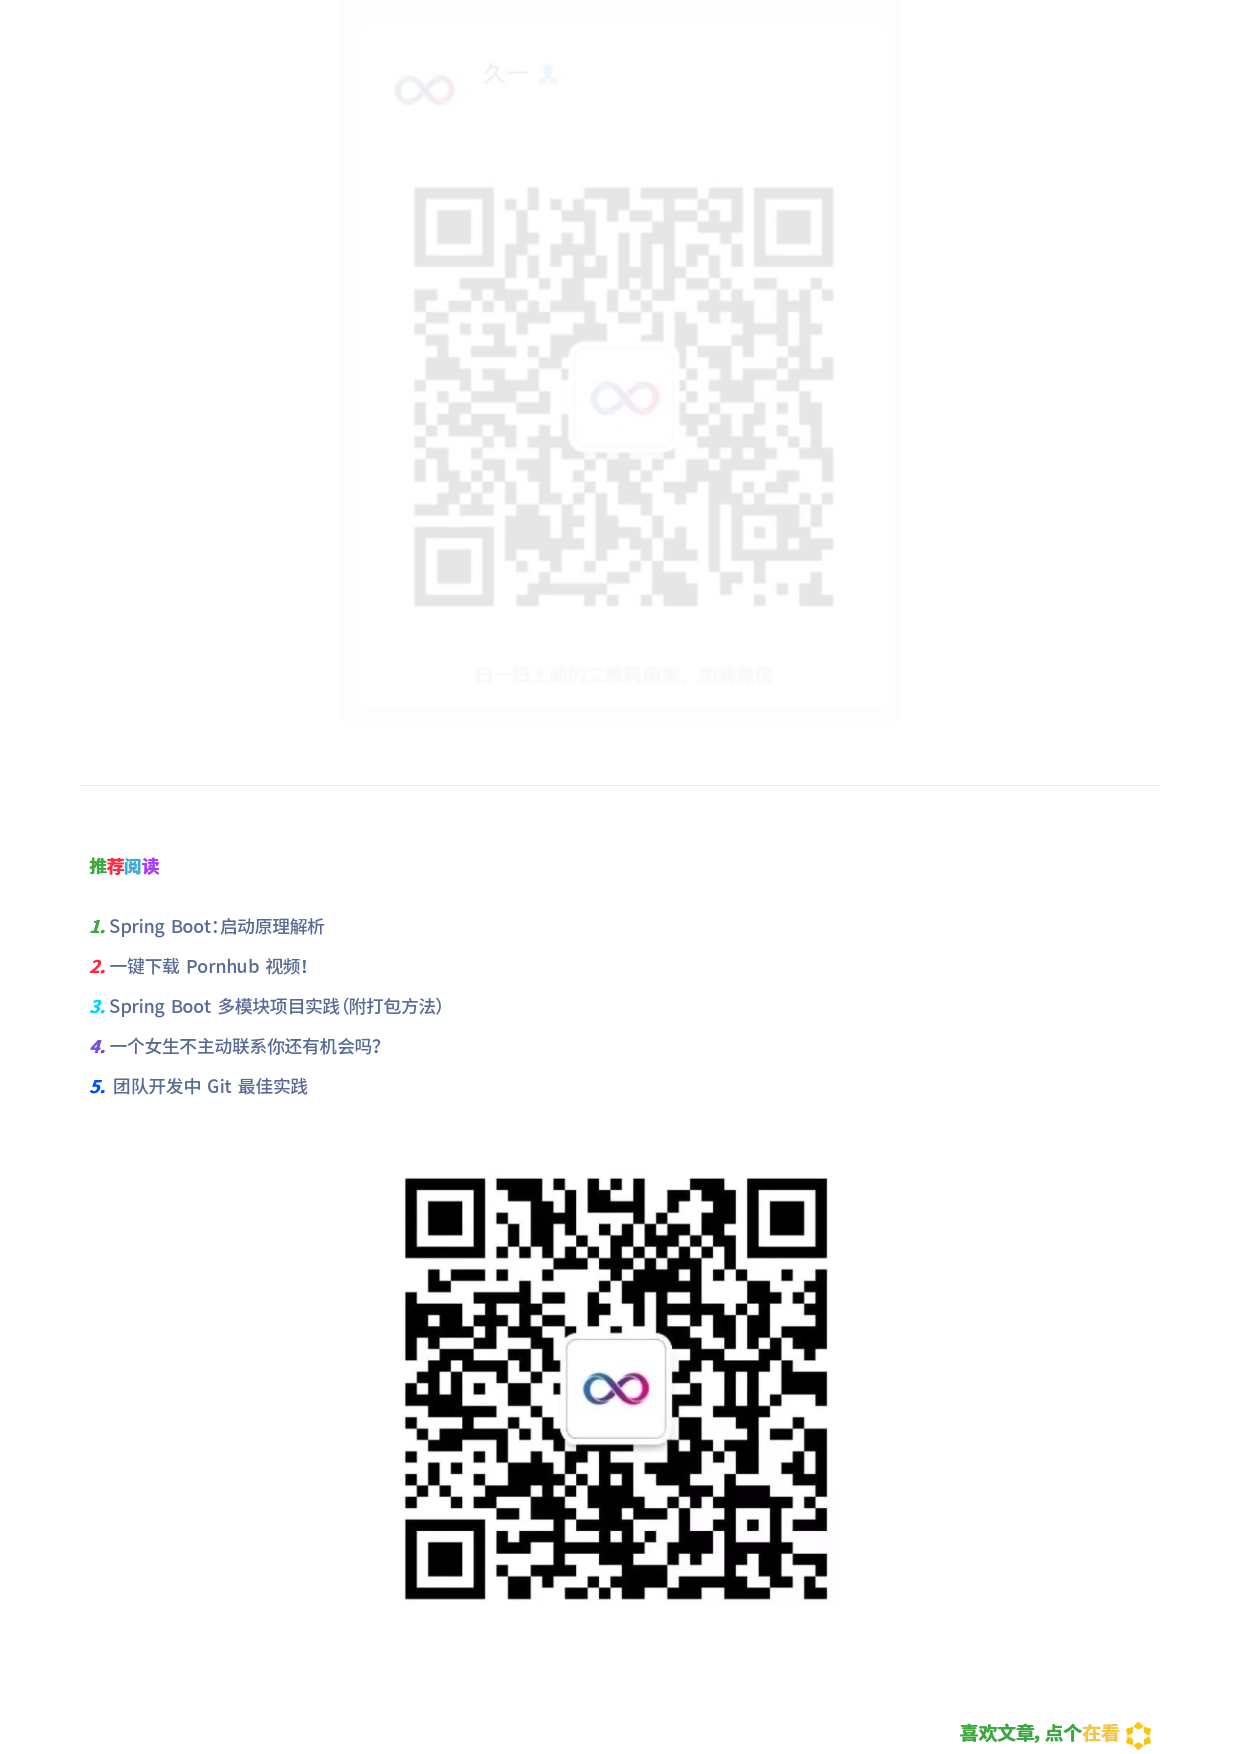 久一
扫一扫上面的二维码图案，加我微信
推荐阅读
1. Spring Boot：启动原理解析
2. 一键下载 Pornhub 视频！
3. Spring Boot 多模块项目实践（附打包方法）
4. 一个女生不主动联系你还有机会吗？
5. 团队开发中 Git 最佳实践
喜欢文章，点个在看